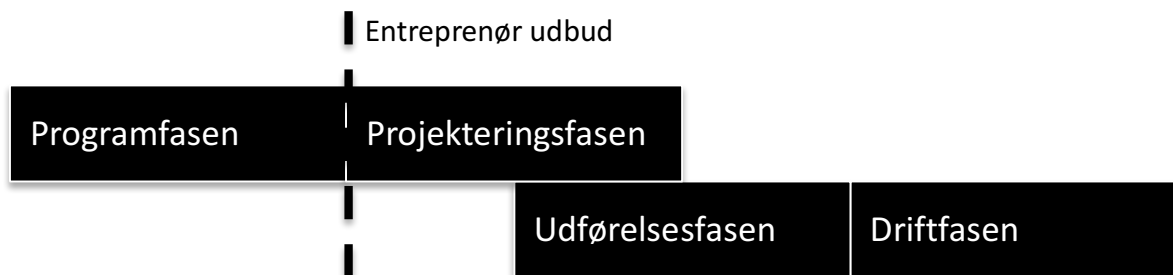 Entreprenør udbud
Programfasen
Projekteringsfasen
Udførelsesfasen
Driftfasen